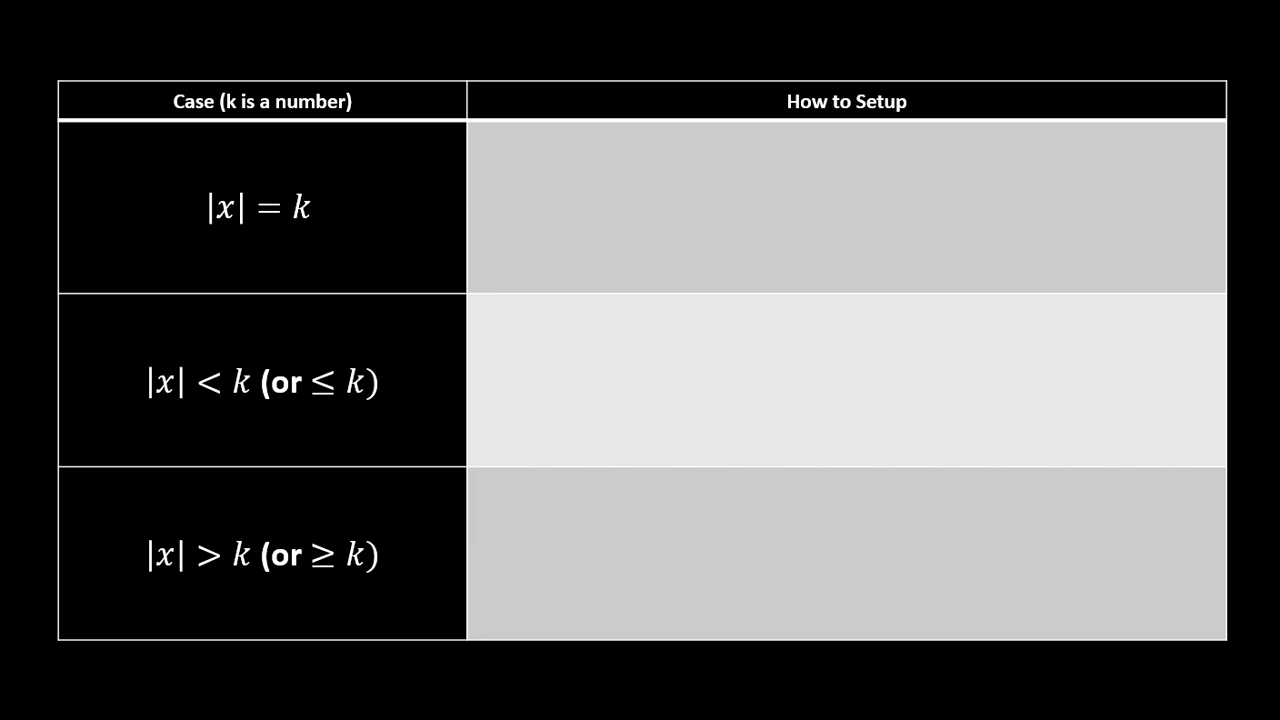 Case (k is a number)
How to Setup
|x| = k
|x| < k (or ≤ k)
|x| > k (or ≥ k)